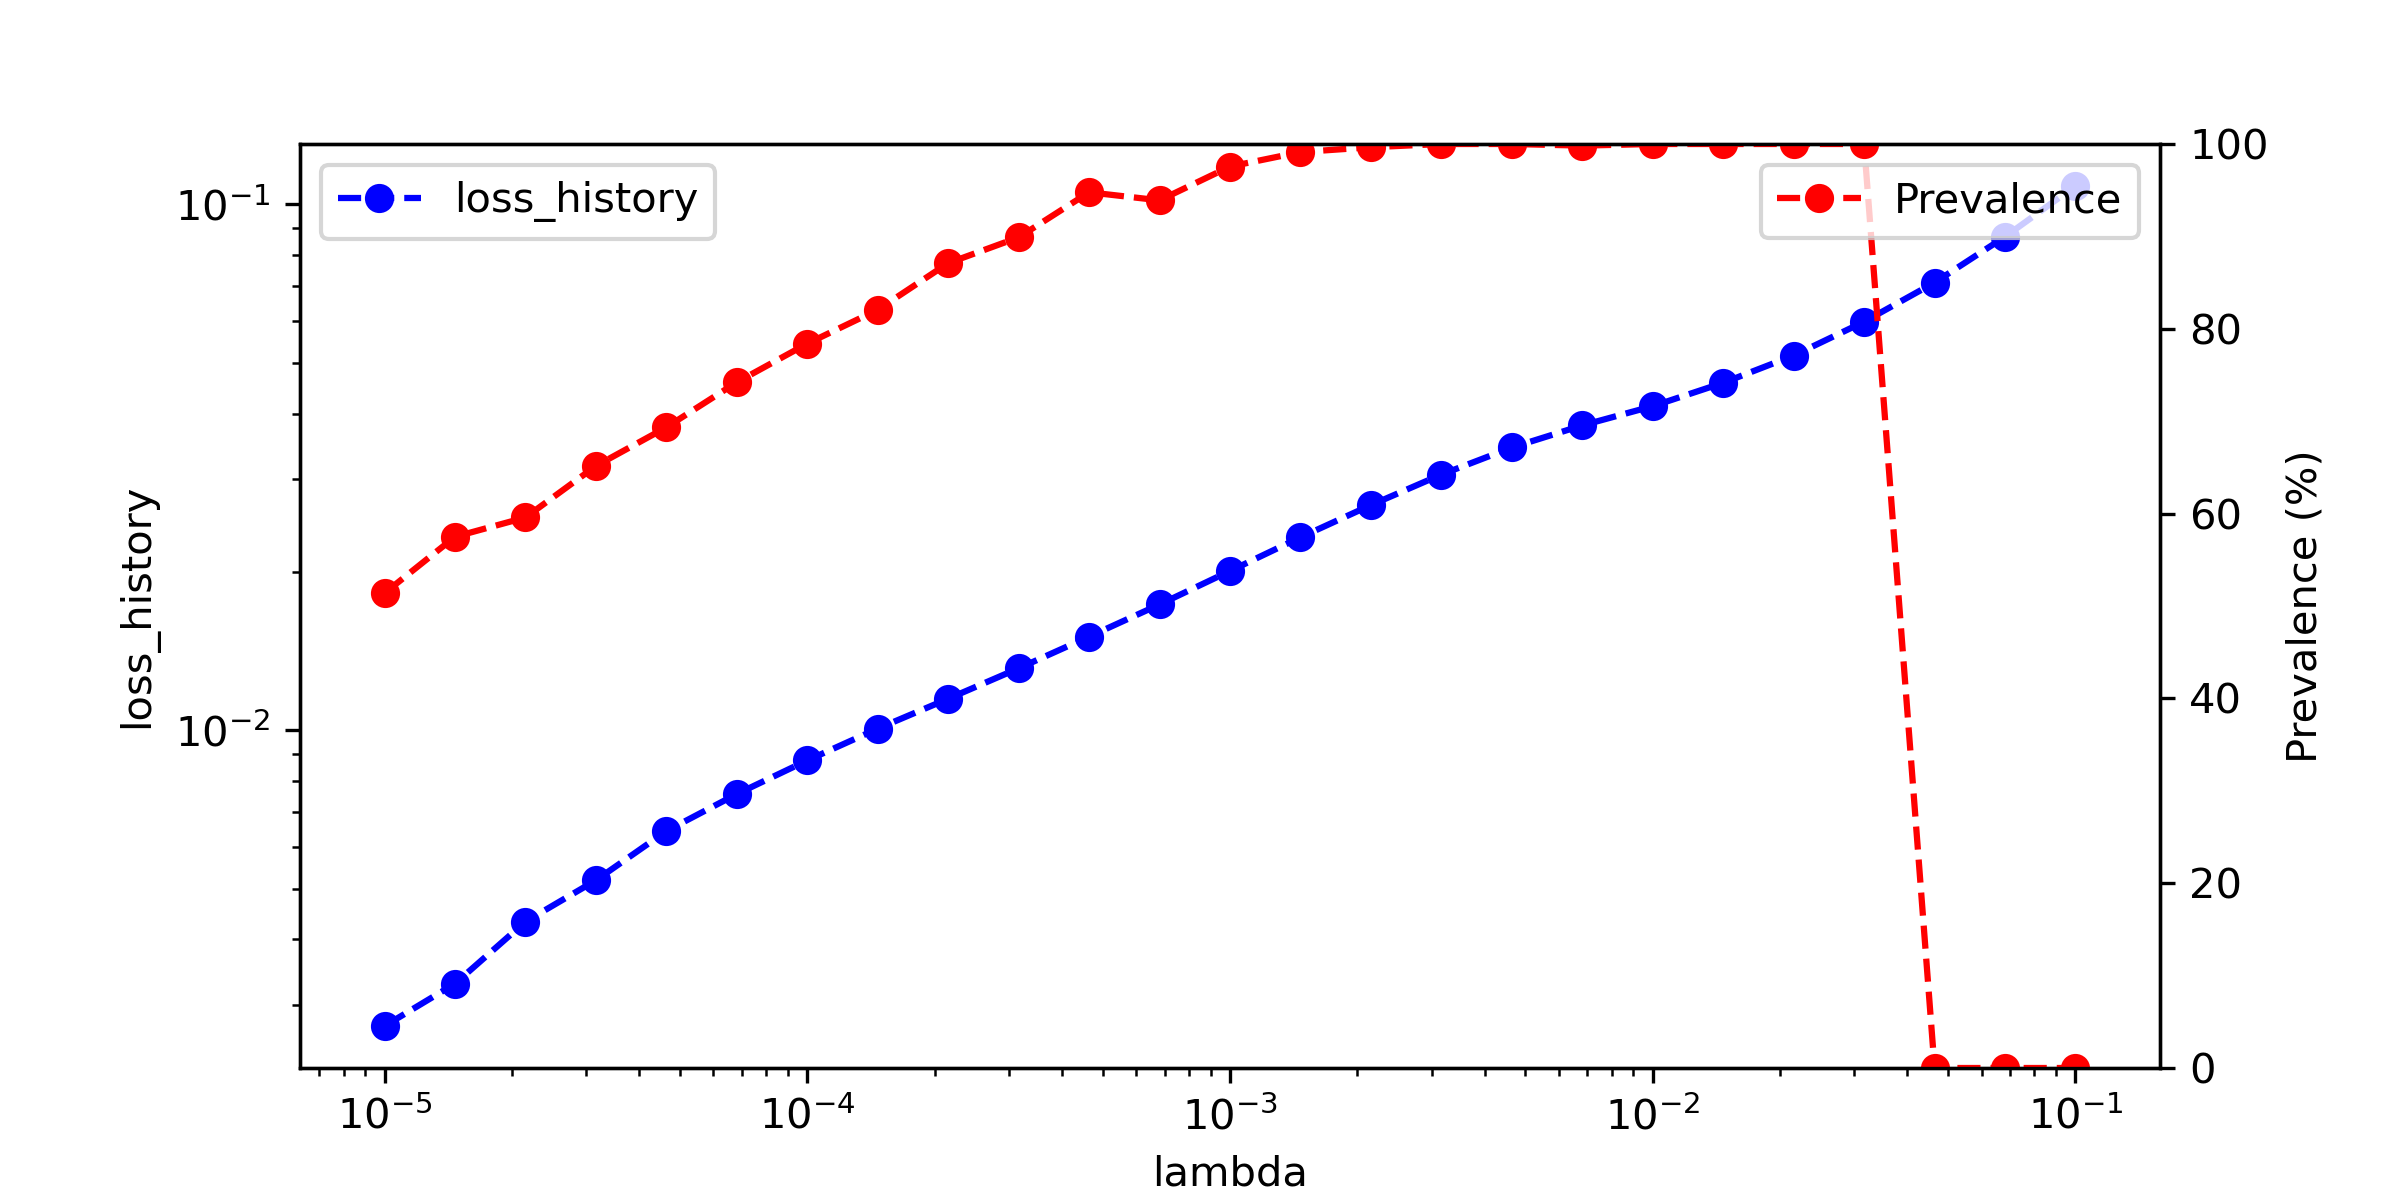 loss_history
Prevalence
10⁻¹
10⁻²
loss_history
100
80
60
40
20
0
Prevalence (%)
10⁻⁵
10⁻⁴
10⁻³
10⁻²
10⁻¹
lambda